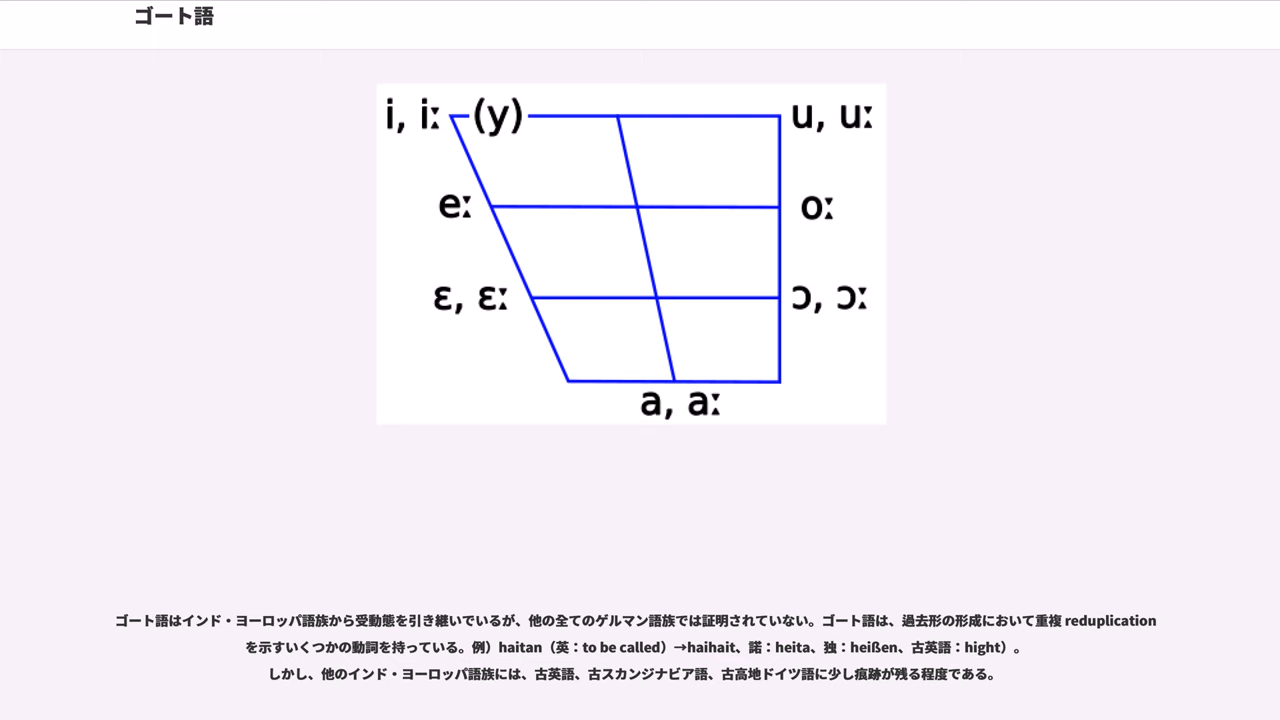 ゴート語
i, iː (y) u, uː
eː oː
ɛ, ɛː ɔ, ɔː
a, aː
ゴート語はインド・ヨーロッパ語族から受動態を引き継いでいるが、他の全てのゲルマン語族では証明されていない。ゴート語は、過去形の形成において重複 reduplication
を示すいくつかの動詞を持っている。例）haitan（英：to be called）→haihait、諾：heita、独：heißen、古英語：hight）。
しかし、他のインド・ヨーロッパ語族には、古英語、古スカンジナビア語、古高地ドイツ語に少し痕跡が残る程度である。